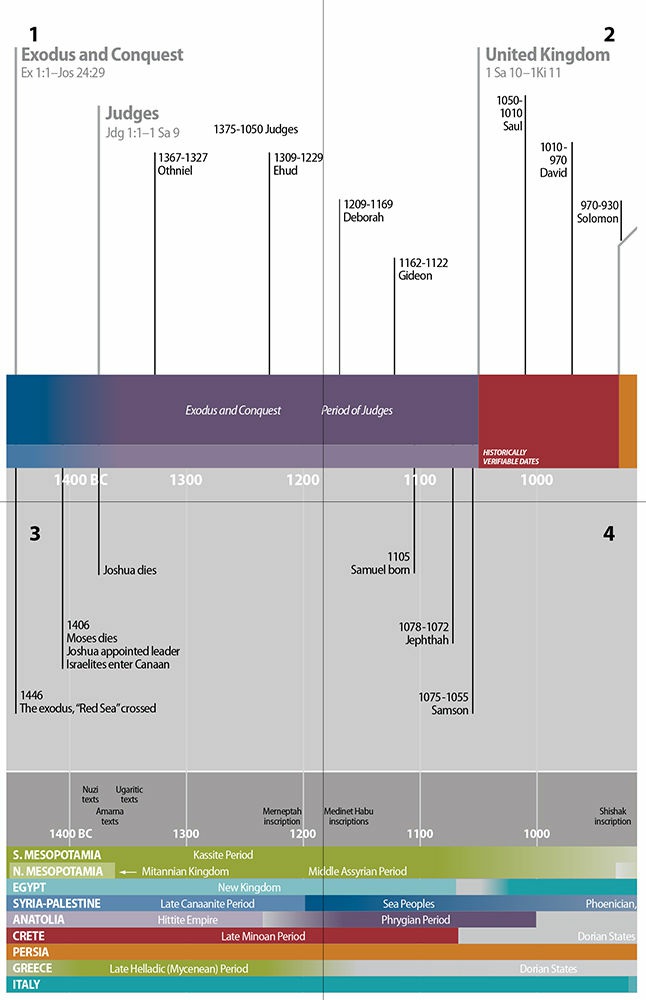 1
2
Exodus and Conquest
Ex 1:1–Jos 24:29
United Kingdom
1 Sa 10–1Ki 11
Judges
Jdg 1:1–1 Sa 9
1375-1050 Judges
1050-
1010
Saul
1367-1327
Othniel
1309-1229
Ehud
1010-
970
David
1209-1169
Deborah
970-930
Solomon
1162-1122
Gideon
Exodus and Conquest
Period of Judges
HISTORICALLY
VERIFIABLE DATES
1400 BC
1300
1200
1100
1000
3
4
Joshua dies
1105
Samuel born
1406
Moses dies
Joshua appointed leader
Israelites enter Canaan
1078-1072
Jephthah
1446
The exodus, “Red Sea” crossed
1075-1055
Samson
Nuzi
texts
Ugaritic
texts
Amarna
texts
Merneptah
inscription
Medinet Habu
inscriptions
Shishak
inscription
1400 BC
1300
1200
1100
1000
S. MESOPOTAMIA
Kassite Period
N. MESOPOTAMIA
← Mitannian Kingdom
Middle Assyrian Period
EGYPT
New Kingdom
SYRIA-PALESTINE
Late Canaanite Period
Sea Peoples
Phoenician,
ANATOLIA
Hittite Empire
Phrygian Period
CRETE
Late Minoan Period
Dorian States
PERSIA
GREECE
Late Helladic (Mycenean) Period
Dorian States
ITALY